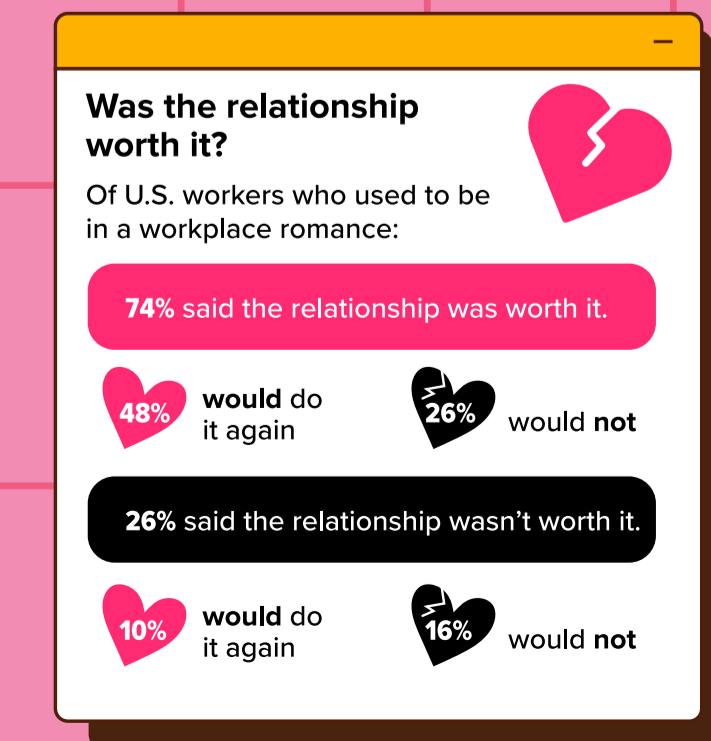 Was the relationship
worth it?
Of U.S. workers who used to be
in a workplace romance:
74% said the relationship was worth it.
48% would do
it again
26% would not
26% said the relationship wasn’t worth it.
10% would do
it again
16% would not